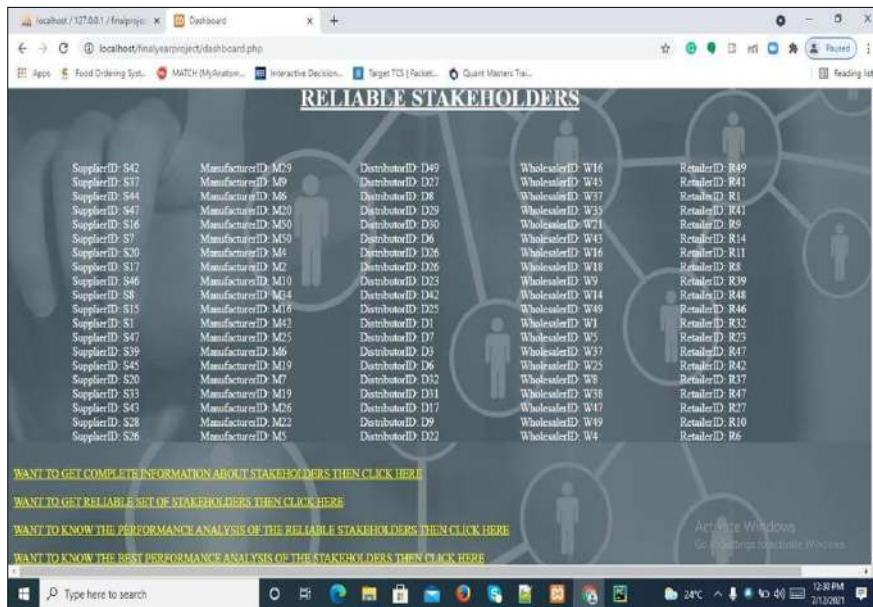 localhost / 127.0.0.1 / finalproje
Dashboard
localhost/finalyearproject/dashboard.php
Paused
Apps
Food Ordering Syst...
MATCH (MyAnatom...
Interactive Decision...
Target TCS | Packet...
Quant Masters Trai...
Reading list
RELIABLE STAKEHOLDERS
SupplierID: S42 ManufacturerID: M29 DistributorID: D49 WholesalerID: W16 RetailerID: R49
SupplierID: S37 ManufacturerID: M9 DistributorID: D27 WholesalerID: W45 RetailerID: R41
SupplierID: S44 ManufacturerID: M6 DistributorID: D8 WholesalerID: W37 RetailerID: R1
SupplierID: S47 ManufacturerID: M20 DistributorID: D29 WholesalerID: W35 RetailerID: R41
SupplierID: S16 ManufacturerID: M50 DistributorID: D30 WholesalerID: W21 RetailerID: R9
SupplierID: S7 ManufacturerID: M50 DistributorID: D6 WholesalerID: W43 RetailerID: R14
SupplierID: S20 ManufacturerID: M4 DistributorID: D26 WholesalerID: W16 RetailerID: R11
SupplierID: S17 ManufacturerID: M2 DistributorID: D26 WholesalerID: W18 RetailerID: R8
SupplierID: S46 ManufacturerID: M10 DistributorID: D23 WholesalerID: W9 RetailerID: R39
SupplierID: S8 ManufacturerID: M34 DistributorID: D42 WholesalerID: W14 RetailerID: R48
SupplierID: S15 ManufacturerID: M16 DistributorID: D25 WholesalerID: W49 RetailerID: R46
SupplierID: S1 ManufacturerID: M42 DistributorID: D1 WholesalerID: W1 RetailerID: R32
SupplierID: S47 ManufacturerID: M25 DistributorID: D7 WholesalerID: W5 RetailerID: R23
SupplierID: S39 ManufacturerID: M6 DistributorID: D3 WholesalerID: W37 RetailerID: R47
SupplierID: S45 ManufacturerID: M19 DistributorID: D6 WholesalerID: W25 RetailerID: R42
SupplierID: S20 ManufacturerID: M7 DistributorID: D32 WholesalerID: W8 RetailerID: R37
SupplierID: S33 ManufacturerID: M19 DistributorID: D31 WholesalerID: W38 RetailerID: R47
SupplierID: S43 ManufacturerID: M26 DistributorID: D17 WholesalerID: W47 RetailerID: R27
SupplierID: S28 ManufacturerID: M22 DistributorID: D9 WholesalerID: W49 RetailerID: R10
SupplierID: S26 ManufacturerID: M5 DistributorID: D22 WholesalerID: W4 RetailerID: R6
WANT TO GET COMPLETE INFORMATION ABOUT STAKEHOLDERS THEN CLICK HERE
WANT TO GET RELIABLE SET OF STAKEHOLDERS THEN CLICK HERE
WANT TO KNOW THE PERFORMANCE ANALYSIS OF THE RELIABLE STAKEHOLDERS THEN CLICK HERE
WANT TO KNOW THE BEST PERFORMANCE ANALYSIS OF THE STAKEHOLDERS THEN CLICK HERE
Activate Windows
Go to Settings to activate Windows.
Type here to search
24°C
12:30 PM
7/12/2021